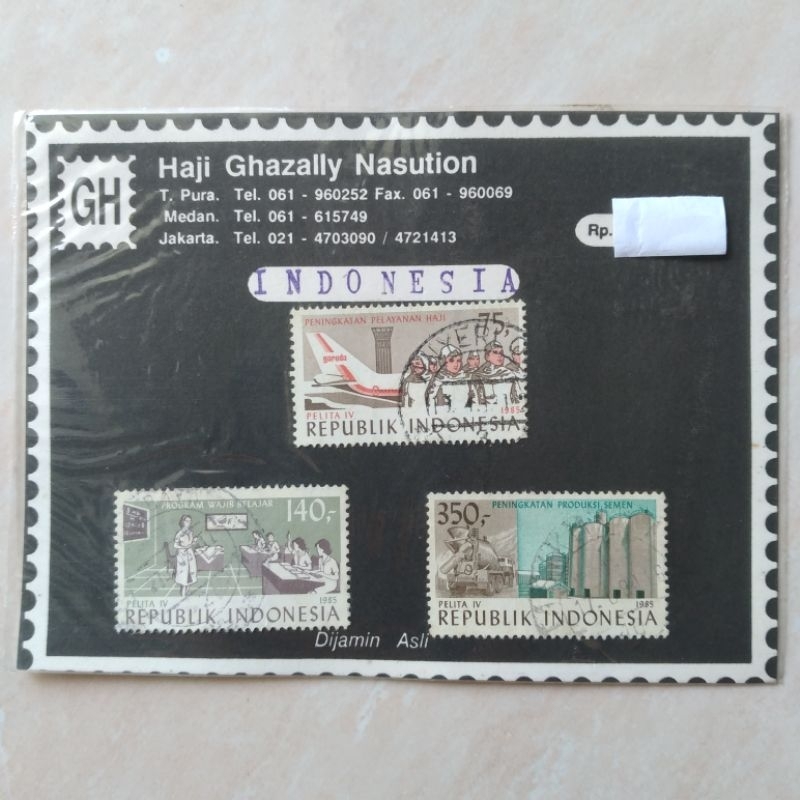 GH
Haji Ghazally Nasution
T. Pura. Tel. 061 - 960252 Fax. 061 - 960069
Medan. Tel. 061 - 615749
Jakarta. Tel. 021 - 4703090 / 4721413
Rp.
INDONESIA
PENINGKATAN PELAYANAN HAJI
75,-
garuda
PELITA IV
1985
REPUBLIK INDONESIA
PROGRAM WAJIB BELAJAR
140,-
PELITA IV
1985
REPUBLIK INDONESIA
350,-
PENINGKATAN PRODUKSI SEMEN
PELITA IV
1985
REPUBLIK INDONESIA
Dijamin Asli